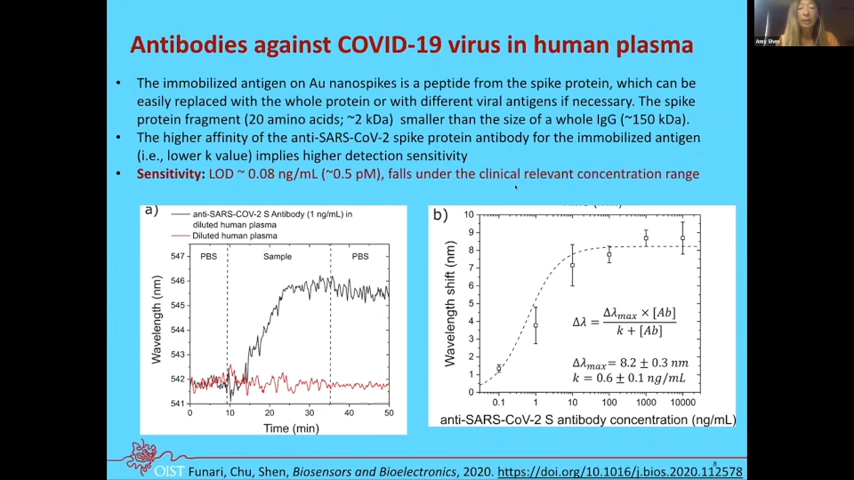 Antibodies against COVID-19 virus in human plasma
Amy Shen
• The immobilized antigen on Au nanospikes is a peptide from the spike protein, which can be
easily replaced with the whole protein or with different viral antigens if necessary. The spike
protein fragment (20 amino acids; ~2 kDa) smaller than the size of a whole IgG (~150 kDa).
• The higher affinity of the anti-SARS-CoV-2 spike protein antibody for the immobilized antigen
(i.e., lower k value) implies higher detection sensitivity
• Sensitivity: LOD ~ 0.08 ng/mL (~0.5 pM), falls under the clinical relevant concentration range
a)
anti-SARS-COV-2 S Antibody (1 ng/mL) in
diluted human plasma
Diluted human plasma
PBS Sample PBS
547
546
545
544
543
542
541
0 10 20 30 40 50
Wavelength (nm)
Time (min)
b)
10
9
8
7
6
5
4
3
2
1
0
Wavelength shift (nm)
Δλ = Δλmax × [Ab] / k + [Ab]
Δλmax = 8.2 ± 0.3 nm
k = 0.6 ± 0.1 ng/mL
0.1 1 10 100 1000 10000
anti-SARS-CoV-2 S antibody concentration (ng/mL)
OIST Funari, Chu, Shen, Biosensors and Bioelectronics, 2020. https://doi.org/10.1016/j.bios.2020.112578